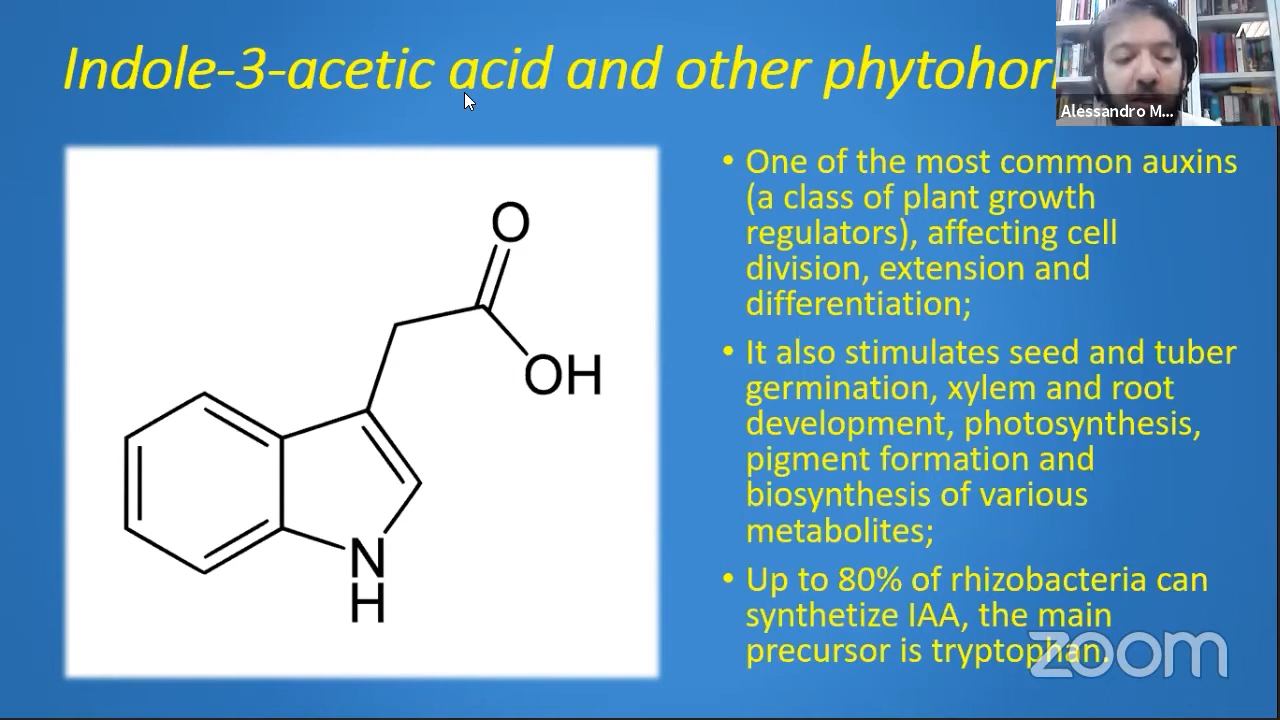 Indole-3-acetic acid and other phytohor
Alessandro M...
O
OH
N
H
• One of the most common auxins
(a class of plant growth
regulators), affecting cell
division, extension and
differentiation;
• It also stimulates seed and tuber
germination, xylem and root
development, photosynthesis,
pigment formation and
biosynthesis of various
metabolites;
• Up to 80% of rhizobacteria can
synthetize IAA, the main
precursor is tryptophan.
zoom